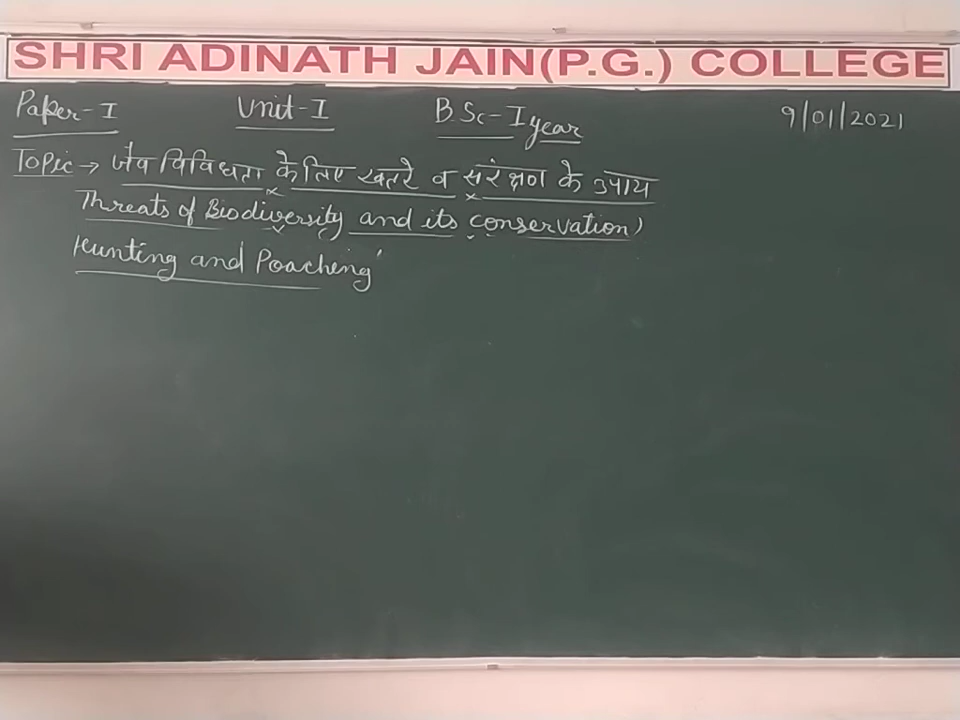 SHRI ADINATH JAIN(P.G.) COLLEGE
Paper-I Unit-I B.Sc-I year 9/01/2021
Topic → जैव विविधता के लिए खतरे व संरक्षण के उपाय
Threats of Biodiversity and its conservation)
Hunting and Poacheng'